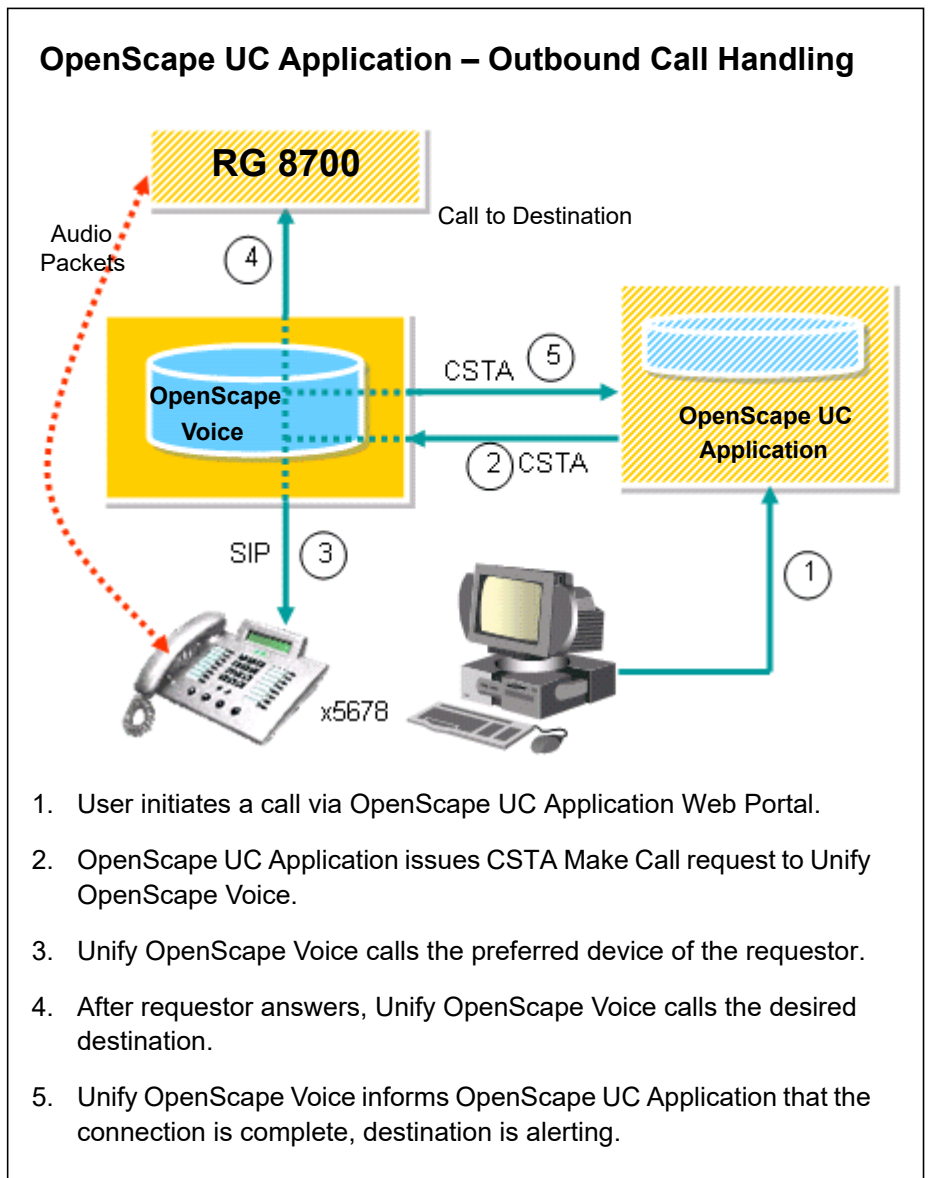 OpenScape UC Application – Outbound Call Handling
RG 8700
Call to Destination
Audio
Packets
4
CSTA
5
OpenScape
Voice
OpenScape UC
Application
2
CSTA
SIP
3
1
x5678
1. User initiates a call via OpenScape UC Application Web Portal.
2. OpenScape UC Application issues CSTA Make Call request to Unify
OpenScape Voice.
3. Unify OpenScape Voice calls the preferred device of the requestor.
4. After requestor answers, Unify OpenScape Voice calls the desired
destination.
5. Unify OpenScape Voice informs OpenScape UC Application that the
connection is complete, destination is alerting.